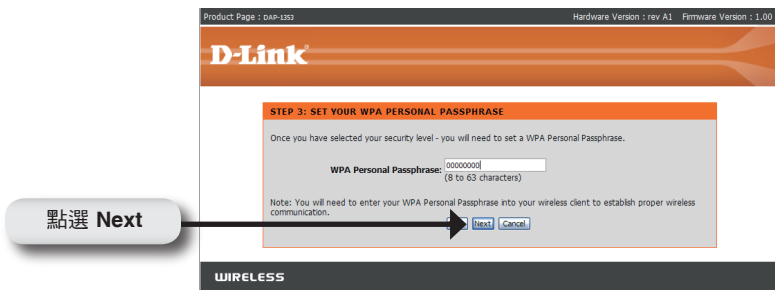 Product Page : DAP-1353 Hardware Version : rev A1 Firmware Version : 1.00
D-Link
STEP 3: SET YOUR WPA PERSONAL PASSPHRASE
Once you have selected your security level - you will need to set a WPA Personal Passphrase.
WPA Personal Passphrase: 00000000
(8 to 63 characters)
Note: You will need to enter your WPA Personal Passphrase into your wireless client to establish proper wireless
communication.
點選 Next
Next Cancel
WIRELESS